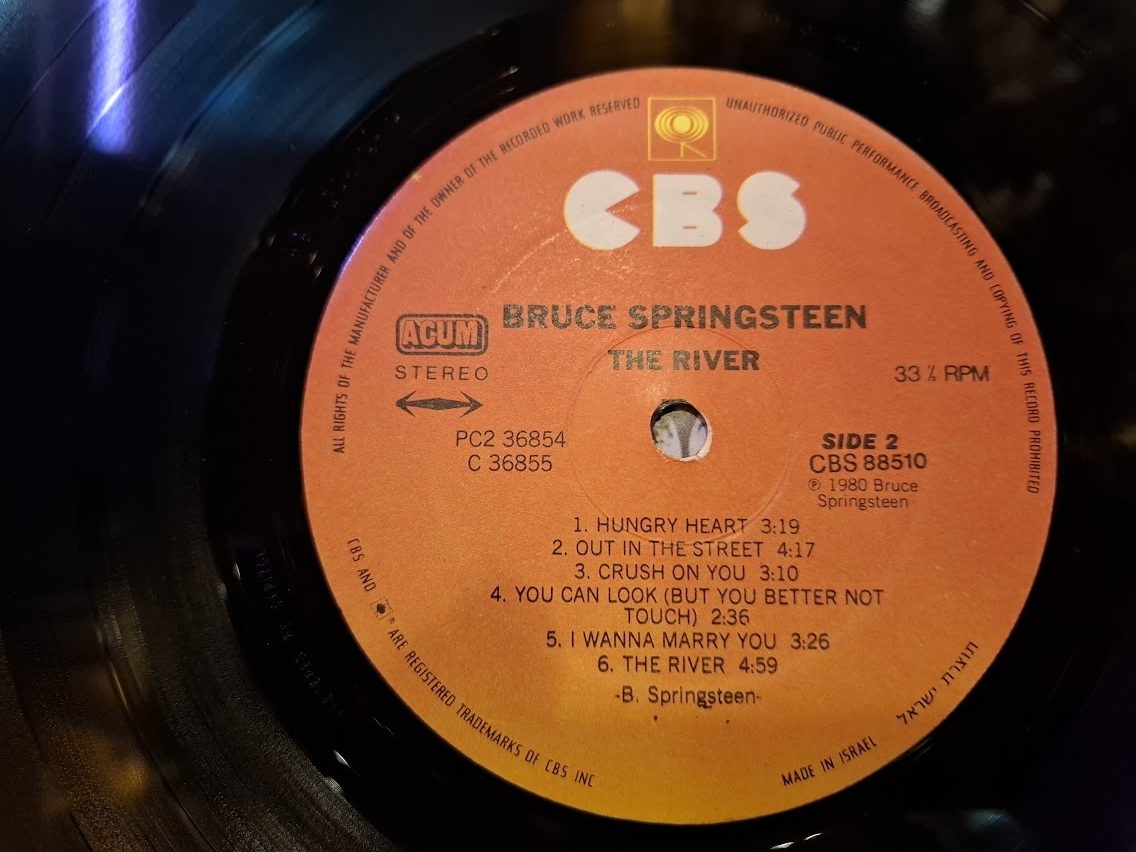 ALL RIGHTS OF THE MANUFACTURER AND OF THE OWNER OF THE RECORDED WORK RESERVED
UNAUTHORIZED PUBLIC PERFORMANCE BROADCASTING AND COPYING OF THIS RECORD PROHIBITED
CBS
BRUCE SPRINGSTEEN
THE RIVER
ACUM
STEREO
33 ⅓ RPM
PC2 36854
C 36855
SIDE 2
CBS 88510
℗ 1980 Bruce
Springsteen
1. HUNGRY HEART 3:19
2. OUT IN THE STREET 4:17
3. CRUSH ON YOU 3:10
4. YOU CAN LOOK (BUT YOU BETTER NOT
TOUCH) 2:36
5. I WANNA MARRY YOU 3:26
6. THE RIVER 4:59
-B. Springsteen-
CBS AND ARE REGISTERED TRADEMARKS OF CBS INC
MADE IN ISRAEL